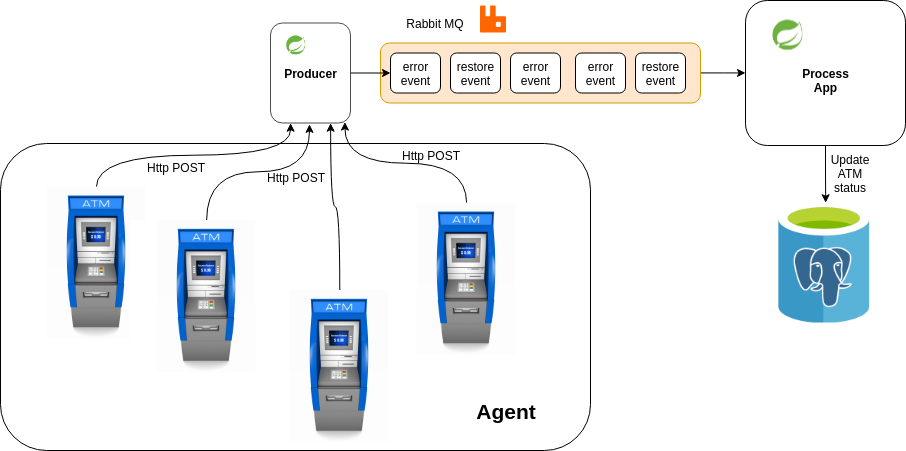 Rabbit MQ
Producer
error
event
restore
event
error
event
error
event
restore
event
Process
App
Http POST
Http POST
Http POST
Update
ATM
status
ATM
ATM
ATM
ATM
Agent